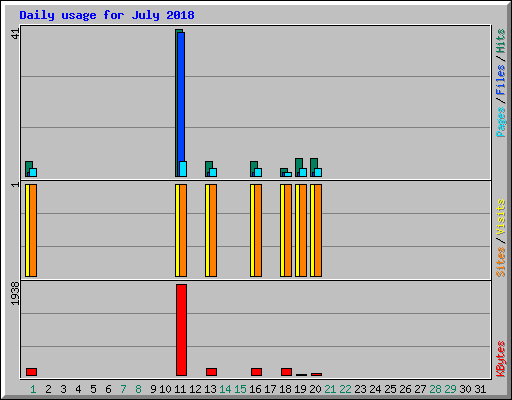 Daily usage for July 2018
41
Pages/Files/Hits
1
Sites/Visits
1938
KBytes
1 2 3 4 5 6 7 8 9 10 11 12 13 14 15 16 17 18 19 20 21 22 23 24 25 26 27 28 29 30 31